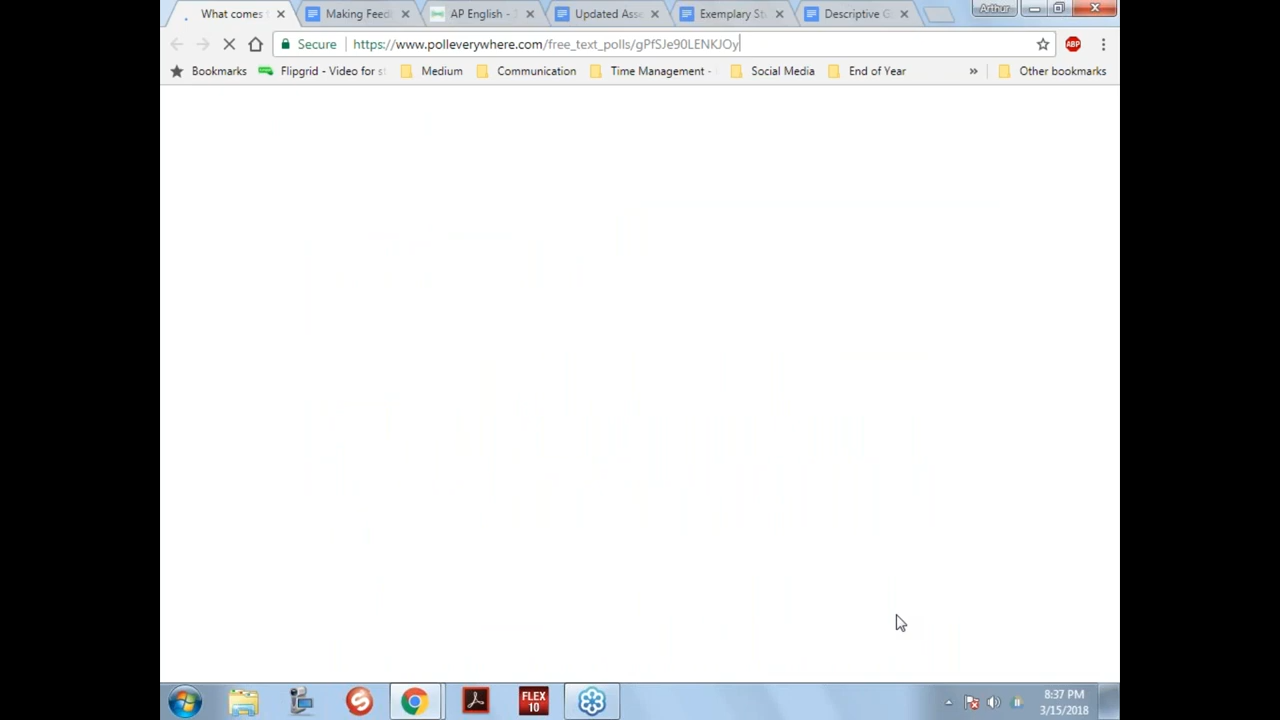 What comes
Making Feed
AP English -
Updated Asse
Exemplary St
Descriptive G
Arthur
Secure
https://www.polleverywhere.com/free_text_polls/gPfSJe90LENKJOy
ABP
Bookmarks
Flipgrid - Video for s
Medium
Communication
Time Management -
Social Media
End of Year
»
Other bookmarks
FLEX
10
8:37 PM
3/15/2018